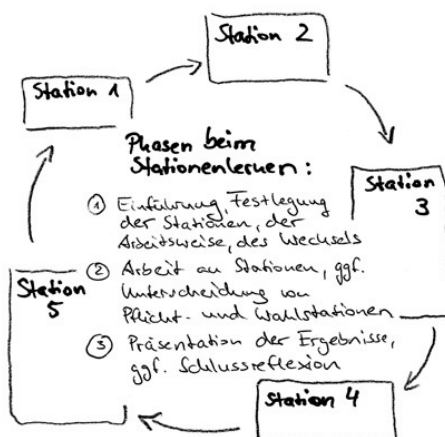 Station 1
Station 2
Station
3
Station 4
Station
5
Phasen beim
Stationenlernen:
① Einführung, Festlegung
der Stationen, der
Arbeitsweise, des Wechsels
② Arbeit an Stationen, ggf.
Unterscheidung von
Pflicht- und Wahlstationen
③ Präsentation der Ergebnisse,
ggf. Schlussreflexion